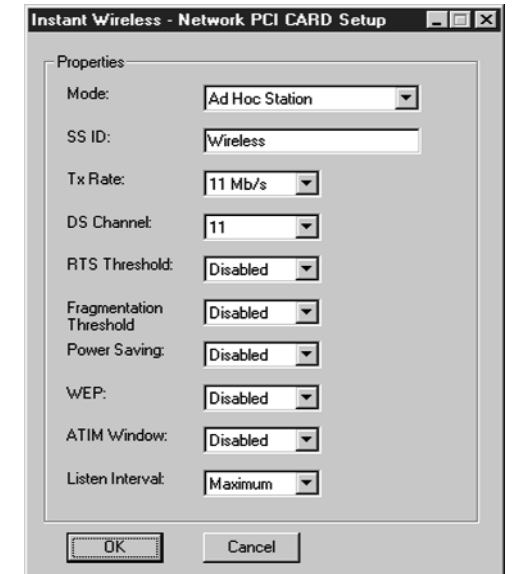 Instant Wireless - Network PCI CARD Setup
Properties
Mode: Ad Hoc Station
SS ID: Wireless
Tx Rate: 11 Mb/s
DS Channel: 11
RTS Threshold: Disabled
Fragmentation Threshold Disabled
Power Saving: Disabled
WEP: Disabled
ATIM Window: Disabled
Listen Interval: Maximum
OK Cancel